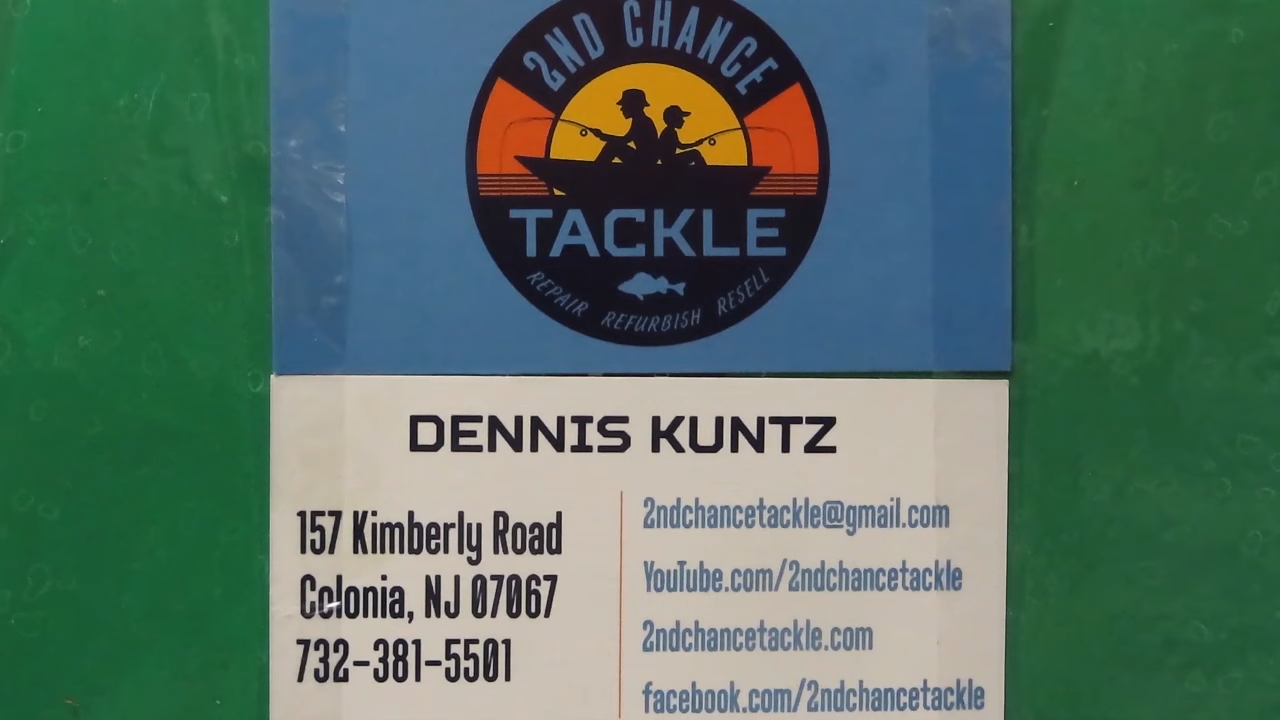 2ND CHANCE
TACKLE
REPAIR REFURBISH RESELL
DENNIS KUNTZ
157 Kimberly Road
Colonia, NJ 07067
732-381-5501
2ndchancetackle@gmail.com
YouTube.com/2ndchancetackle
2ndchancetackle.com
facebook.com/2ndchancetackle